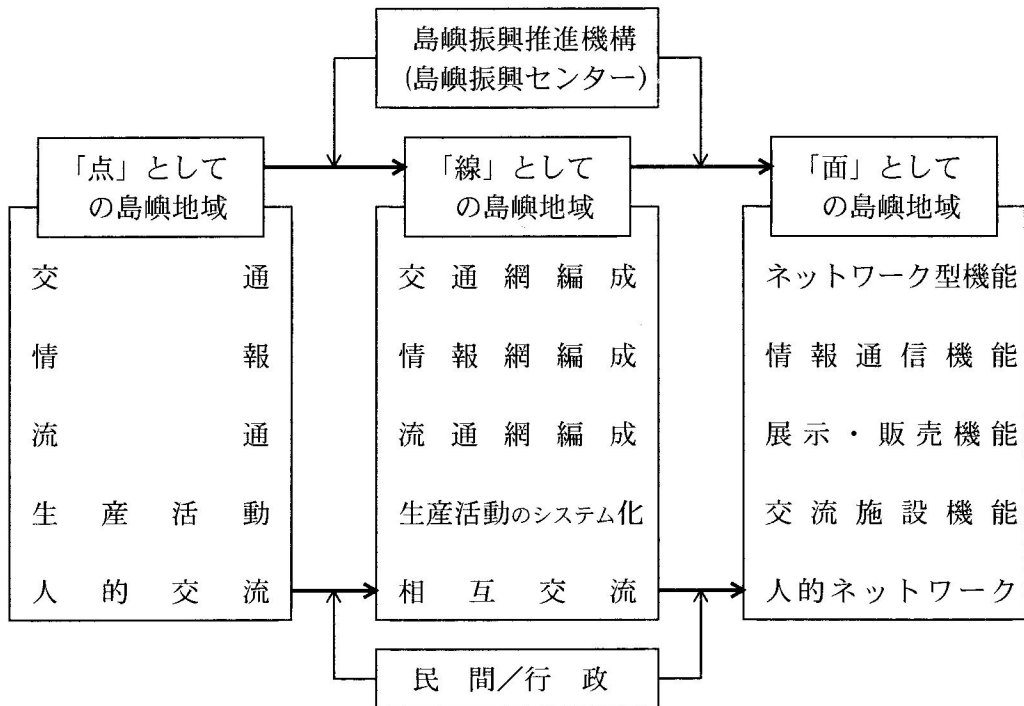 島嶼振興推進機構
(島嶼振興センター)
「点」として
の島嶼地域
「線」として
の島嶼地域
「面」として
の島嶼地域
交通
情報
流通
生産活動
人的交流
交通網編成
情報網編成
流通網編成
生産活動のシステム化
相互交流
ネットワーク型機能
情報通信機能
展示・販売機能
交流施設機能
人的ネットワーク
民間/行政